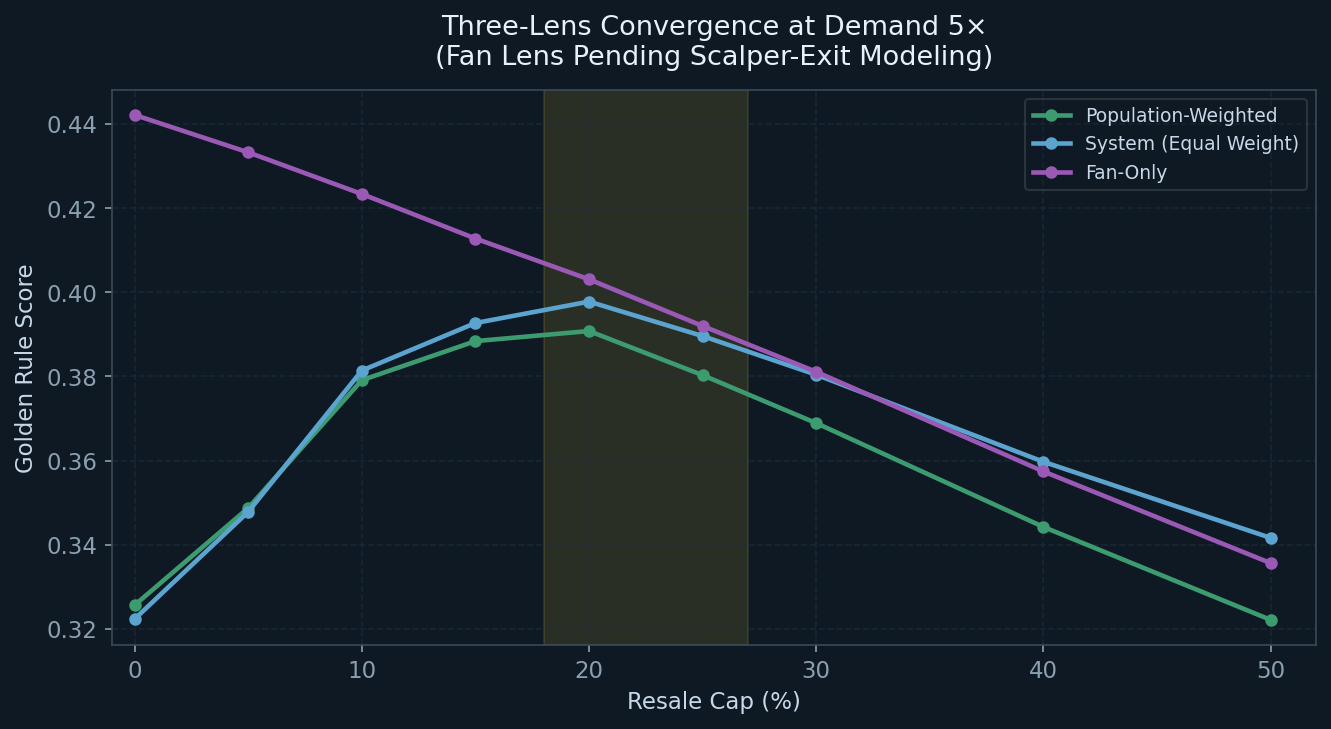 Three-Lens Convergence at Demand 5×
(Fan Lens Pending Scalper-Exit Modeling)
Population-Weighted
System (Equal Weight)
Fan-Only
Golden Rule Score
0.44
0.42
0.40
0.38
0.36
0.34
0.32
0 10 20 30 40 50
Resale Cap (%)